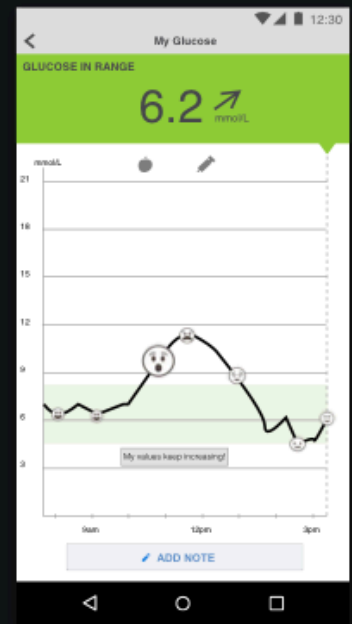 12:30
My Glucose
GLUCOSE IN RANGE
6.2
mmol/L
mmol/L
21
18
15
12
9
6
3
My values keep increasing!
9am
12pm
3pm
ADD NOTE